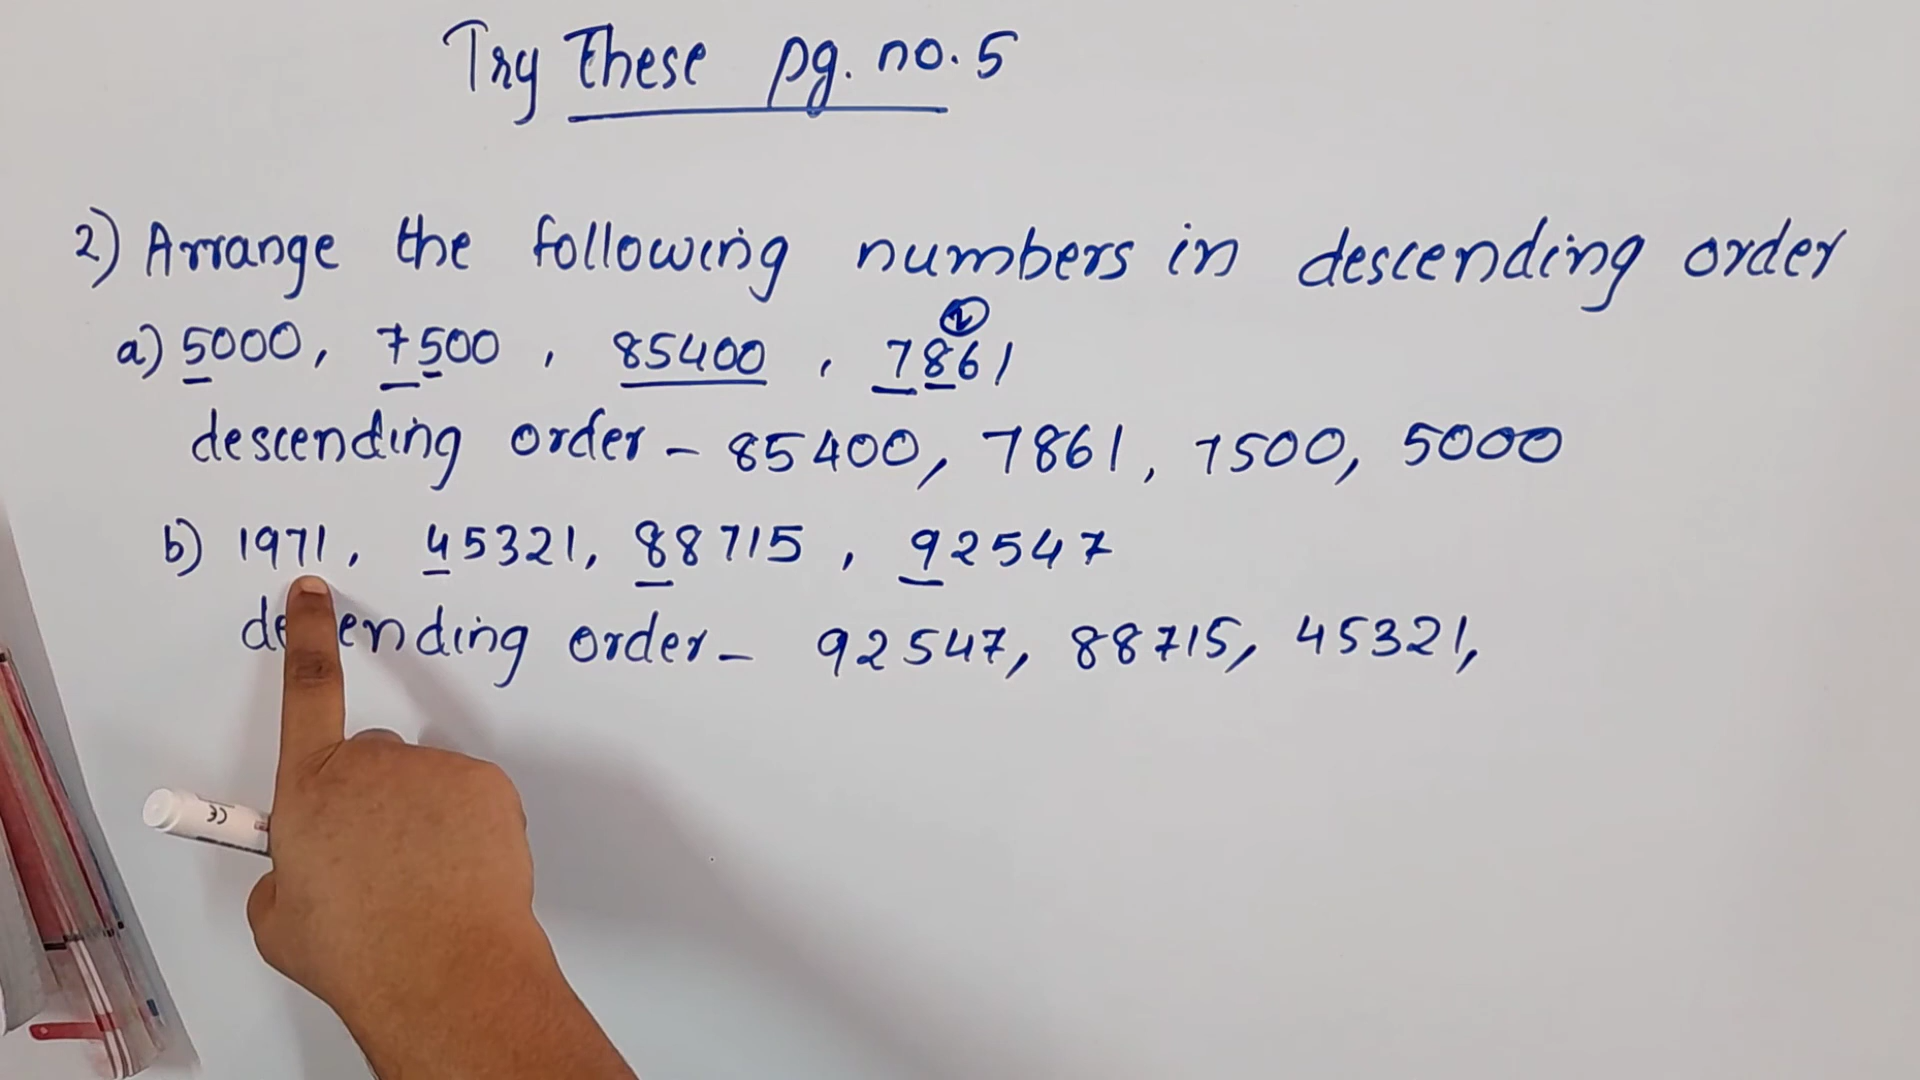 Try These pg. no. 5
2) Arrange the following numbers in descending order
a) 5000, 7500, 85400, 7861
descending order - 85400, 7861, 7500, 5000
b) 1971, 45321, 88715, 92547
order - 92547, 88715, 45321,
CE